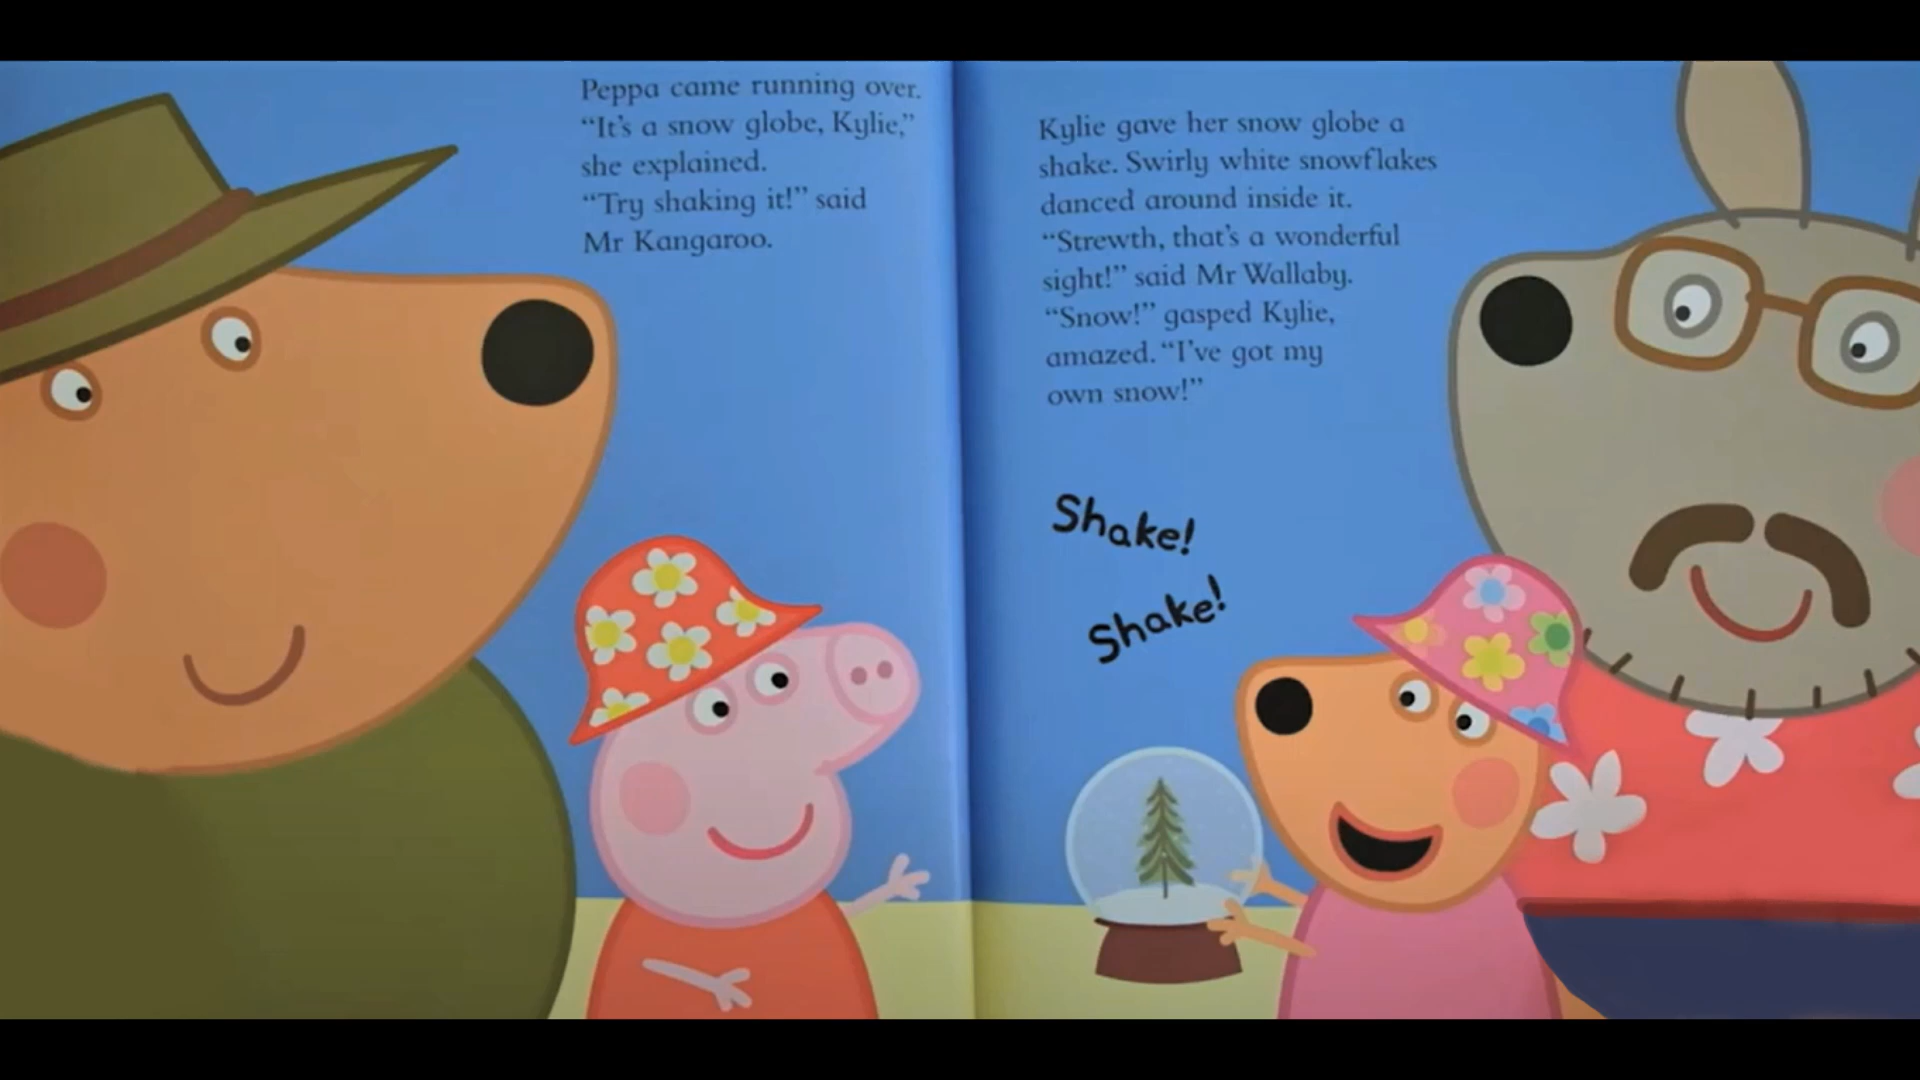 Peppa came running over.
“It’s a snow globe, Kylie,”
she explained.
“Try shaking it!” said
Mr Kangaroo.
Kylie gave her snow globe a
shake. Swirly white snowflakes
danced around inside it.
“Strewth, that’s a wonderful
sight!” said Mr Wallaby.
“Snow!” gasped Kylie,
amazed. “I’ve got my
own snow!”
Shake!
Shake!